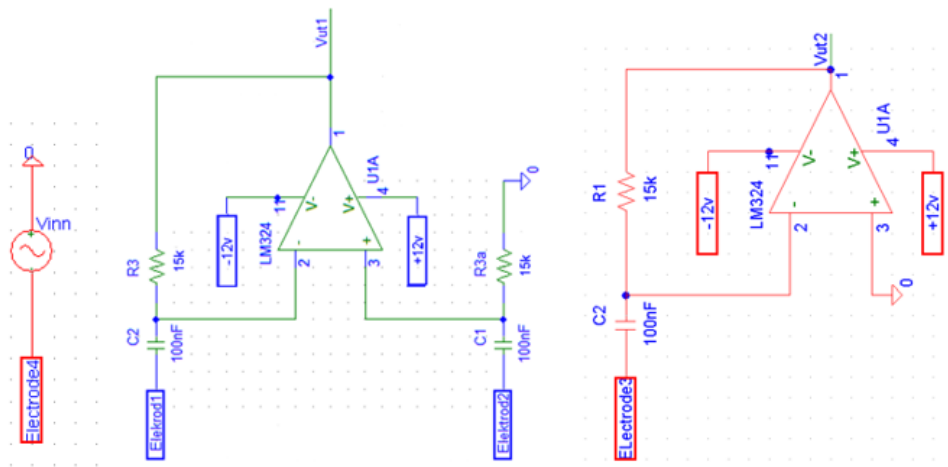 0
Vinn
Electrode4
Vut1
1
U1A
11
V-
V+
4
-12v
LM324
-
+
+12v
2
3
R3
15k
C2
100nF
Elekrod1
0
R3a
15k
C1
100nF
Elektrod2
Vut2
1
U1A
11
V-
V+
4
-12v
LM324
-
+
+12v
2
3
0
R1
15k
C2
100nF
ELectrode3